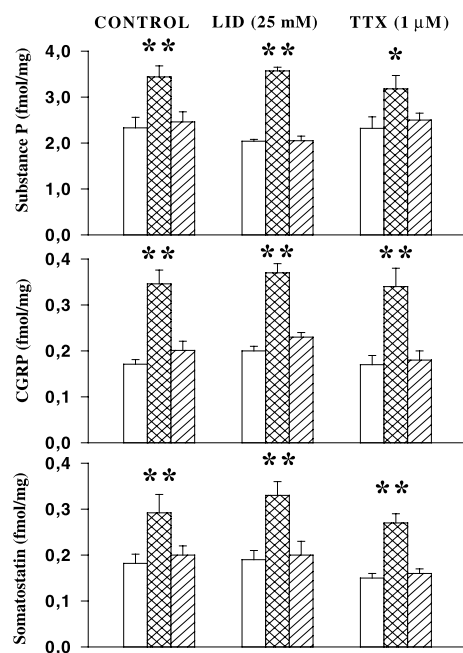 CONTROL LID (25 mM) TTX (1 μM)
Substance P (fmol/mg)
4,0
3,0
2,0
1,0
0,0
** ** *
CGRP (fmol/mg)
0,4
0,3
0,2
0,1
0,0
** ** **
Somatostatin (fmol/mg)
0,4
0,3
0,2
0,1
0.0
** ** **